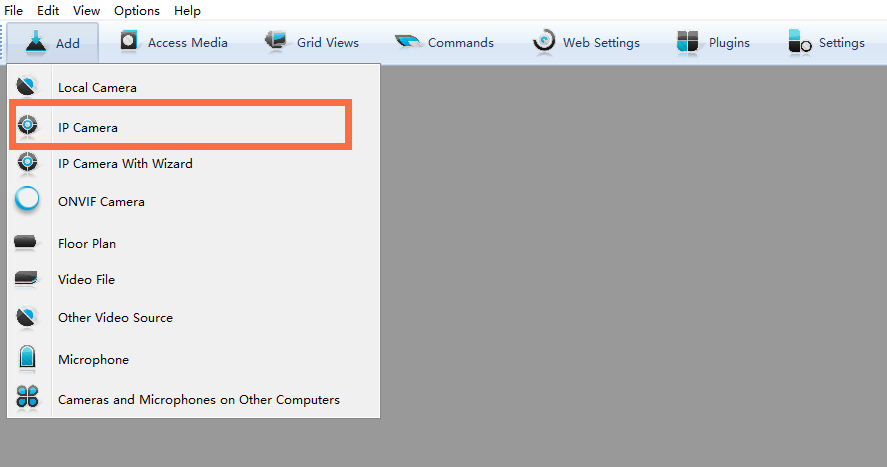 File Edit View Options Help
Add Access Media Grid Views Commands Web Settings Plugins Settings
Local Camera
IP Camera
IP Camera With Wizard
ONVIF Camera
Floor Plan
Video File
Other Video Source
Microphone
Cameras and Microphones on Other Computers